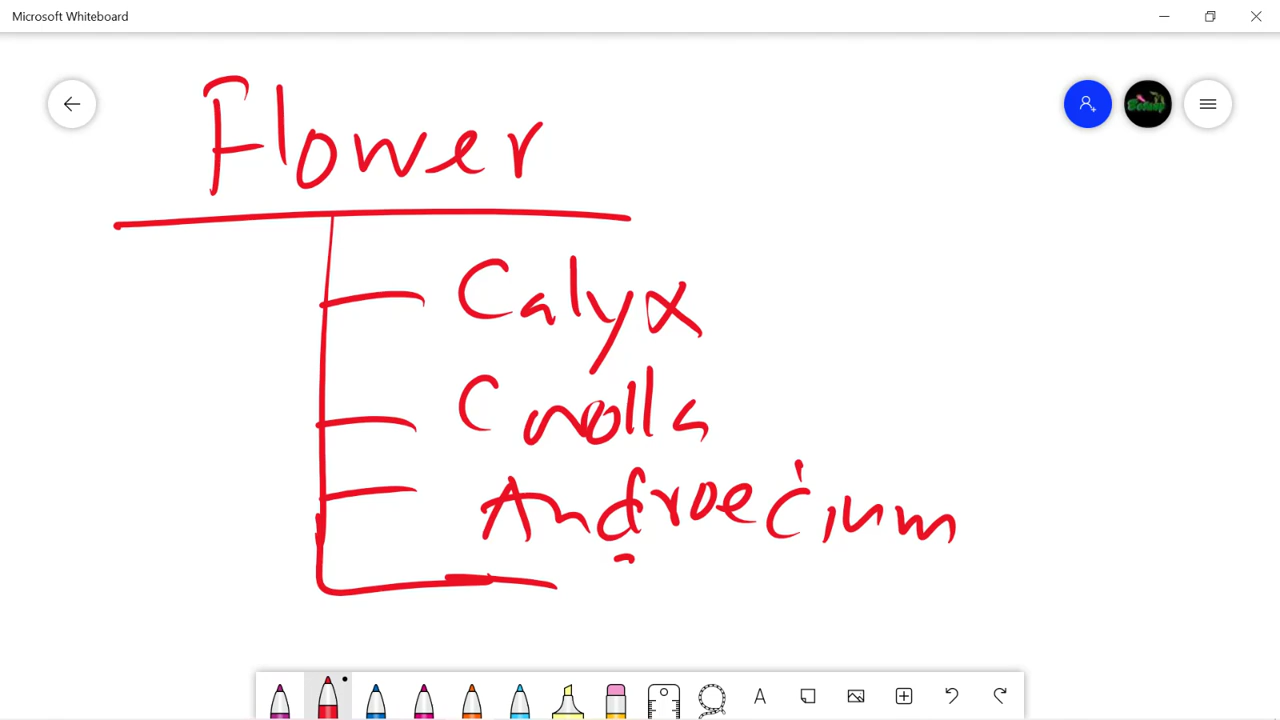 Microsoft Whiteboard
Flower
Calyx
Corolla
Androecium
A